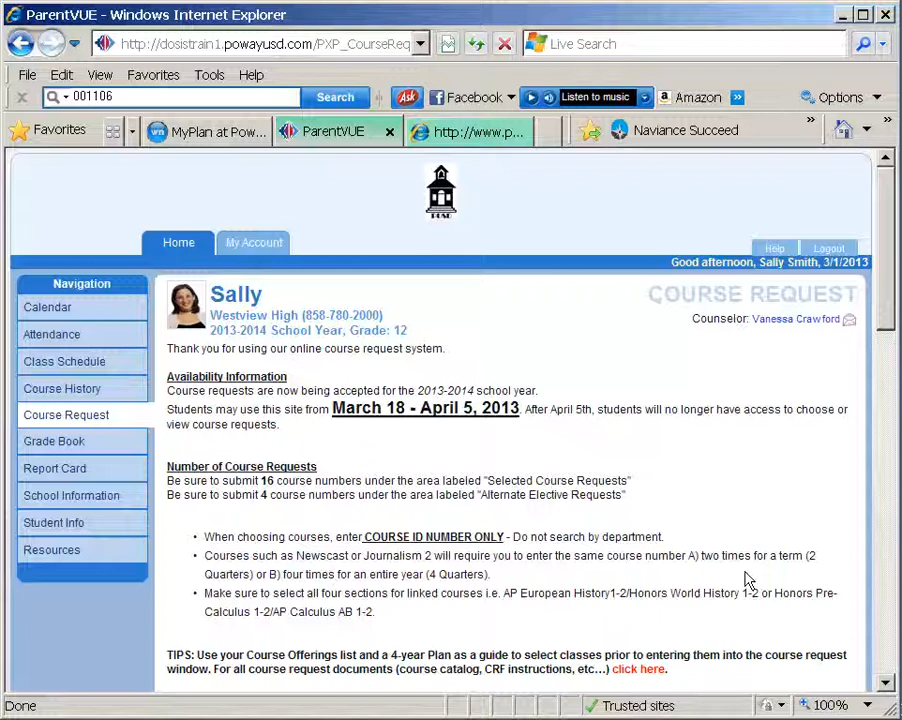 ParentVUE - Windows Internet Explorer
http://dosistrain1.powayusd.com/PXP_CourseReq
Live Search
File Edit View Favorites Tools Help
001106 Search Ask Facebook Listen to music a Amazon » Options
Favorites MyPlan at Pow... ParentVUE x http://www.p... Naviance Succeed » »
PUSD
Home My Account Help Logout
Good afternoon, Sally Smith, 3/1/2013
Navigation
Calendar
Attendance
Class Schedule
Course History
Course Request
Grade Book
Report Card
School Information
Student Info
Resources
Sally
COURSE REQUEST
Westview High (858-780-2000)
Counselor: Vanessa Crawford
2013-2014 School Year, Grade: 12
Thank you for using our online course request system.
Availability Information
Course requests are now being accepted for the 2013-2014 school year.
Students may use this site from March 18 - April 5, 2013. After April 5th, students will no longer have access to choose or
view course requests.
Number of Course Requests
Be sure to submit 16 course numbers under the area labeled "Selected Course Requests"
Be sure to submit 4 course numbers under the area labeled "Alternate Elective Requests"
• When choosing courses, enter COURSE ID NUMBER ONLY - Do not search by department.
• Courses such as Newscast or Journalism 2 will require you to enter the same course number A) two times for a term (2
Quarters) or B) four times for an entire year (4 Quarters).
• Make sure to select all four sections for linked courses i.e. AP European History1-2/Honors World History 1-2 or Honors Pre-
Calculus 1-2/AP Calculus AB 1-2.
TIPS: Use your Course Offerings list and a 4-year Plan as a guide to select classes prior to entering them into the course request
window. For all course request documents (course catalog, CRF instructions, etc...) click here.
Done Trusted sites 100%